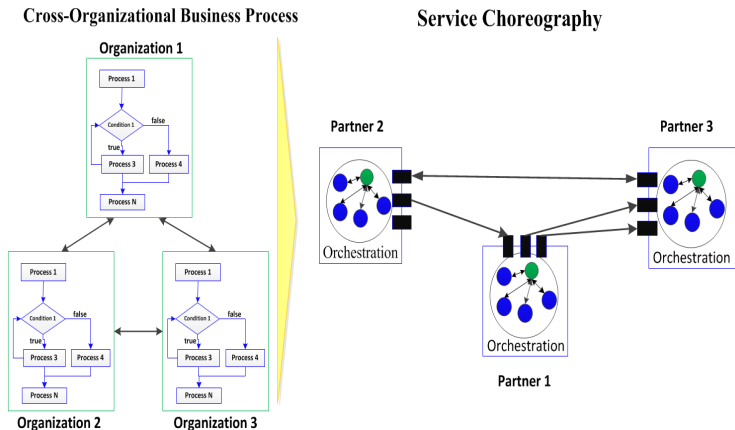 Cross-Organizational Business Process
Service Choreography
Organization 1
Process 1
Condition 1
false
true
Process 3
Process 4
Process N
Process 1
Condition 1
false
true
Process 3
Process 4
Process N
Organization 2
Process 1
Condition 1
false
true
Process 3
Process 4
Process N
Organization 3
Partner 2
Orchestration
Partner 3
Orchestration
Orchestration
Partner 1